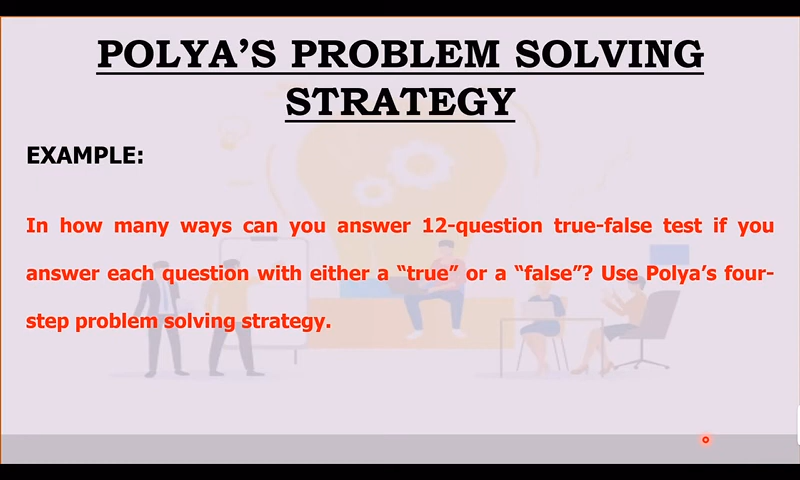 POLYA’S PROBLEM SOLVING
STRATEGY
EXAMPLE:
In how many ways can you answer 12-question true-false test if you
answer each question with either a “true” or a “false”? Use Polya’s four-
step problem solving strategy.